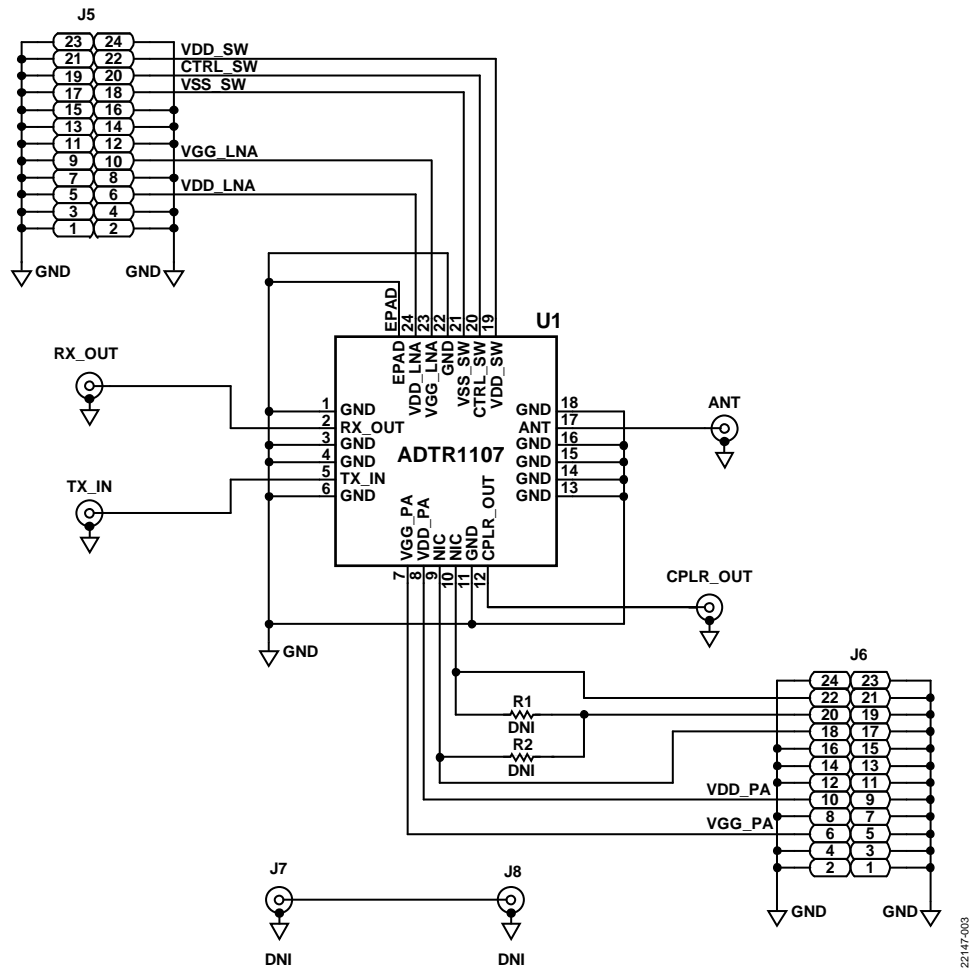 J5
23 24
21 22 VDD_SW
19 20 CTRL_SW
17 18 VSS_SW
15 16
13 14
11 12
9 10 VGG_LNA
7 8
5 6 VDD_LNA
3 4
1 2
GND GND
EPAD 24 23 22 21 20 19
U1
EPAD VDD_LNA VGG_LNA GND VSS_SW CTRL_SW VDD_SW
RX_OUT
TX_IN
1 GND
2 RX_OUT
3 GND
4 GND
5 TX_IN
6 GND
ADTR1107
GND 18
ANT 17
GND 16
GND 15
GND 14
GND 13
ANT
VGG_PA VDD_PA NIC NIC GND CPLR_OUT
7 8 9 10 11 12
CPLR_OUT
GND
R1
DNI
R2
DNI
J6
24 23
22 21
20 19
18 17
16 15
14 13
12 11
VDD_PA 10 9
8 7
VGG_PA 6 5
4 3
2 1
GND GND
J7 J8
DNI DNI
22147-003